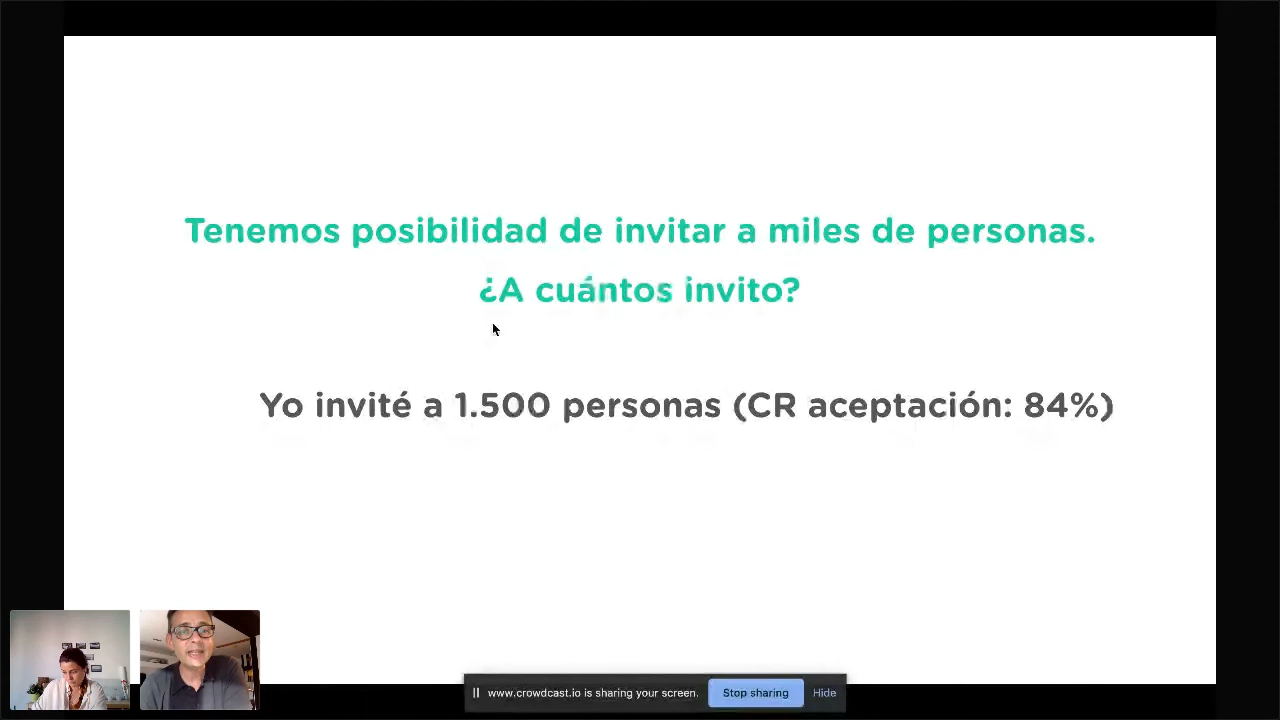 Tenemos posibilidad de invitar a miles de personas.
¿A cuántos invito?
Yo invité a 1.500 personas (CR aceptación: 84%)
www.crowdcast.io is sharing your screen.
Stop sharing
Hide